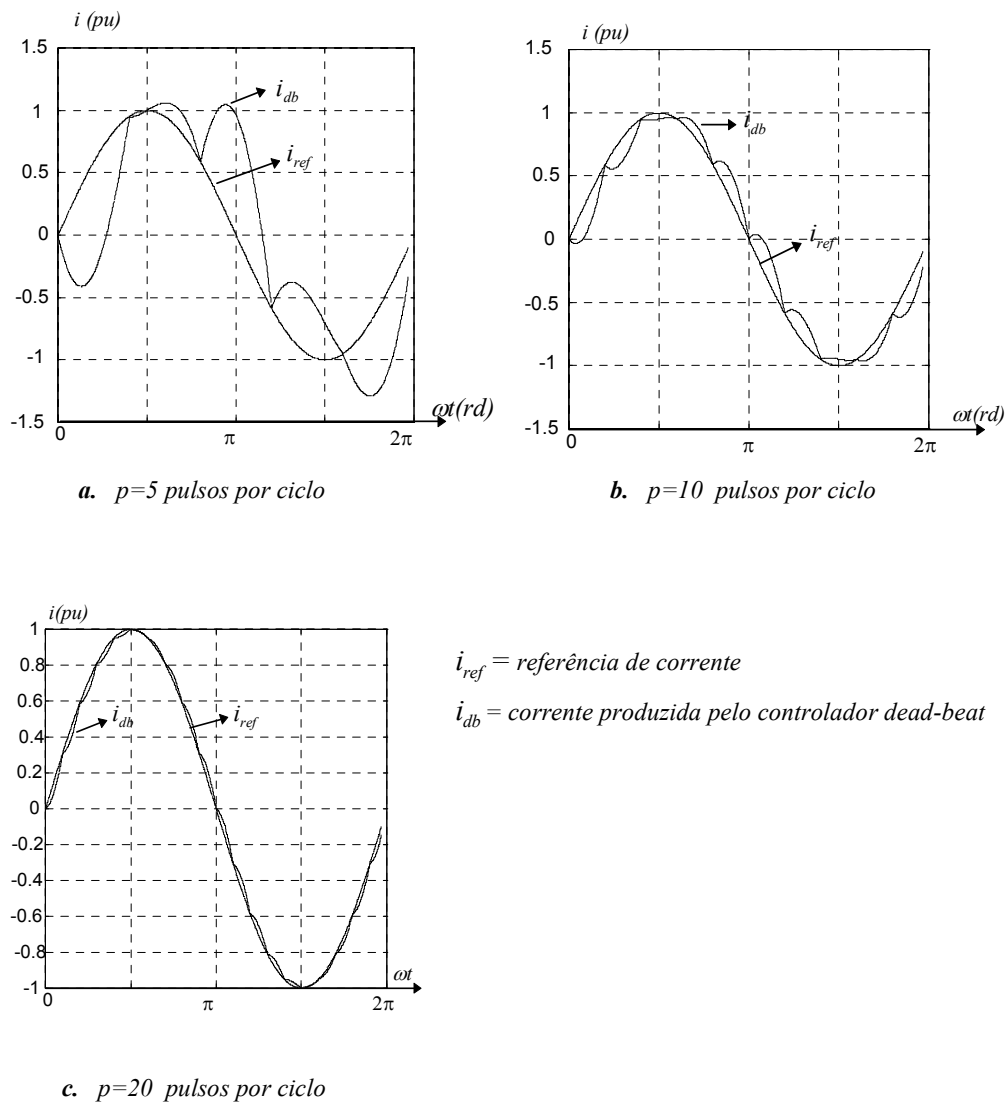 i (pu)
1.5
1
0.5
0
-0.5
-1
-1.5
0
π
2π
ωt(rd)
i_db
i_ref
a. p=5 pulsos por ciclo
i (pu)
1.5
1
0.5
0
-0.5
-1
-1.5
0
π
2π
ωt(rd)
i_db
i_ref
b. p=10 pulsos por ciclo
i(pu)
1
0.8
0.6
0.4
0.2
0
-0.2
-0.4
-0.6
-0.8
-1
0
π
2π
ωt
i_db
i_ref
c. p=20 pulsos por ciclo
i_ref = referência de corrente
i_db = corrente produzida pelo controlador dead-beat